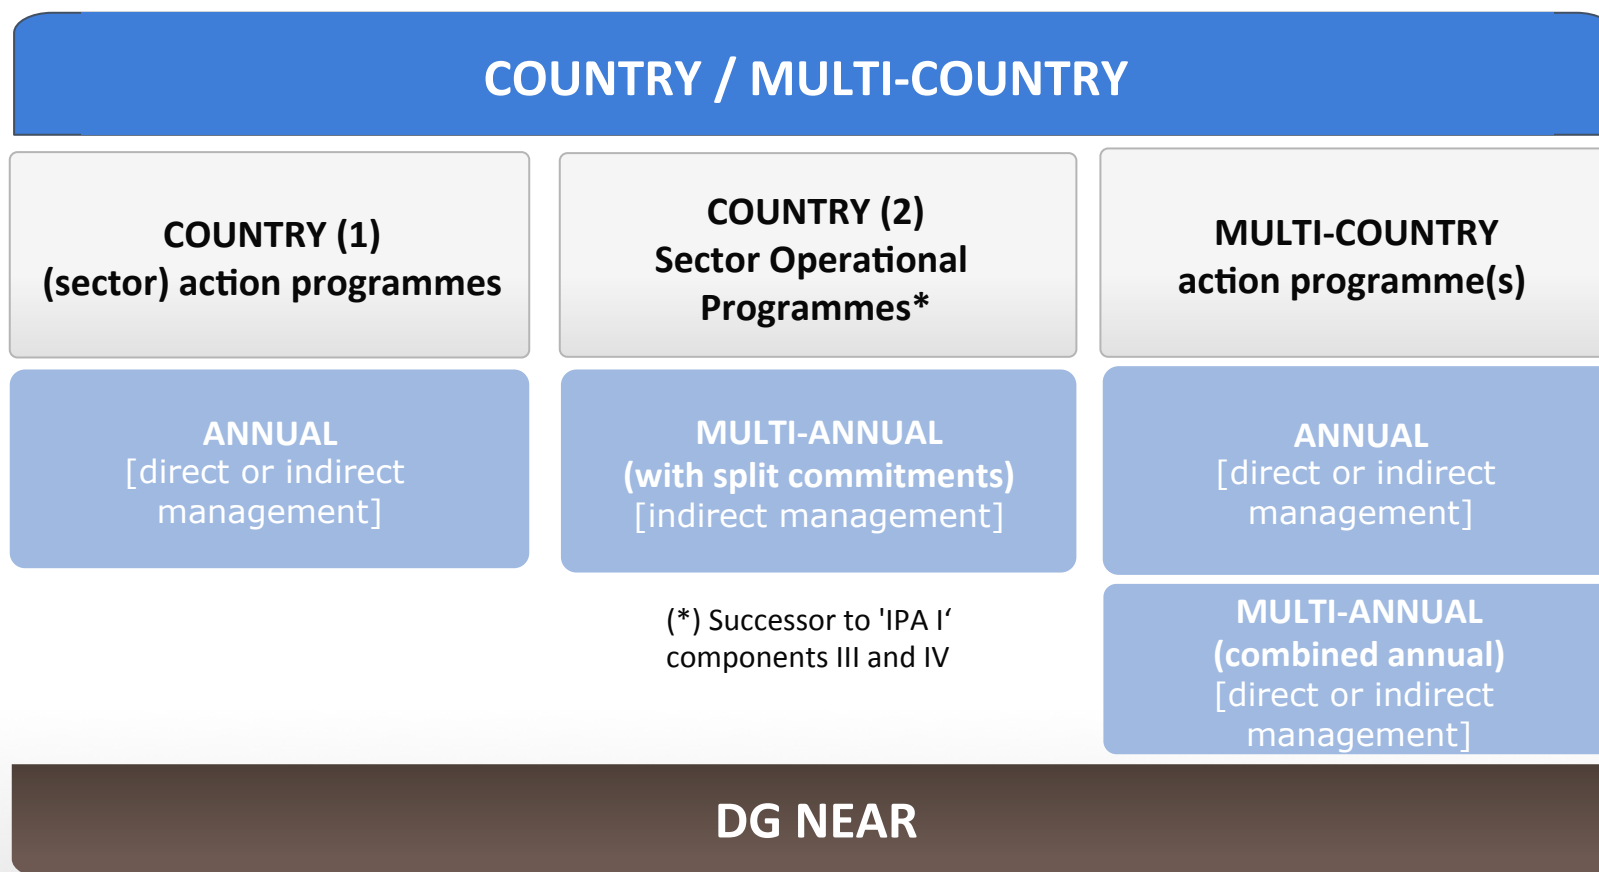 COUNTRY / MULTI-COUNTRY
COUNTRY (1)
(sector) action programmes
COUNTRY (2)
Sector Operational
Programmes*
MULTI-COUNTRY
action programme(s)
ANNUAL
[direct or indirect
management]
MULTI-ANNUAL
(with split commitments)
[indirect management]
ANNUAL
[direct or indirect
management]
(*) Successor to 'IPA I‘
components III and IV
MULTI-ANNUAL
(combined annual)
[direct or indirect
management]
DG NEAR